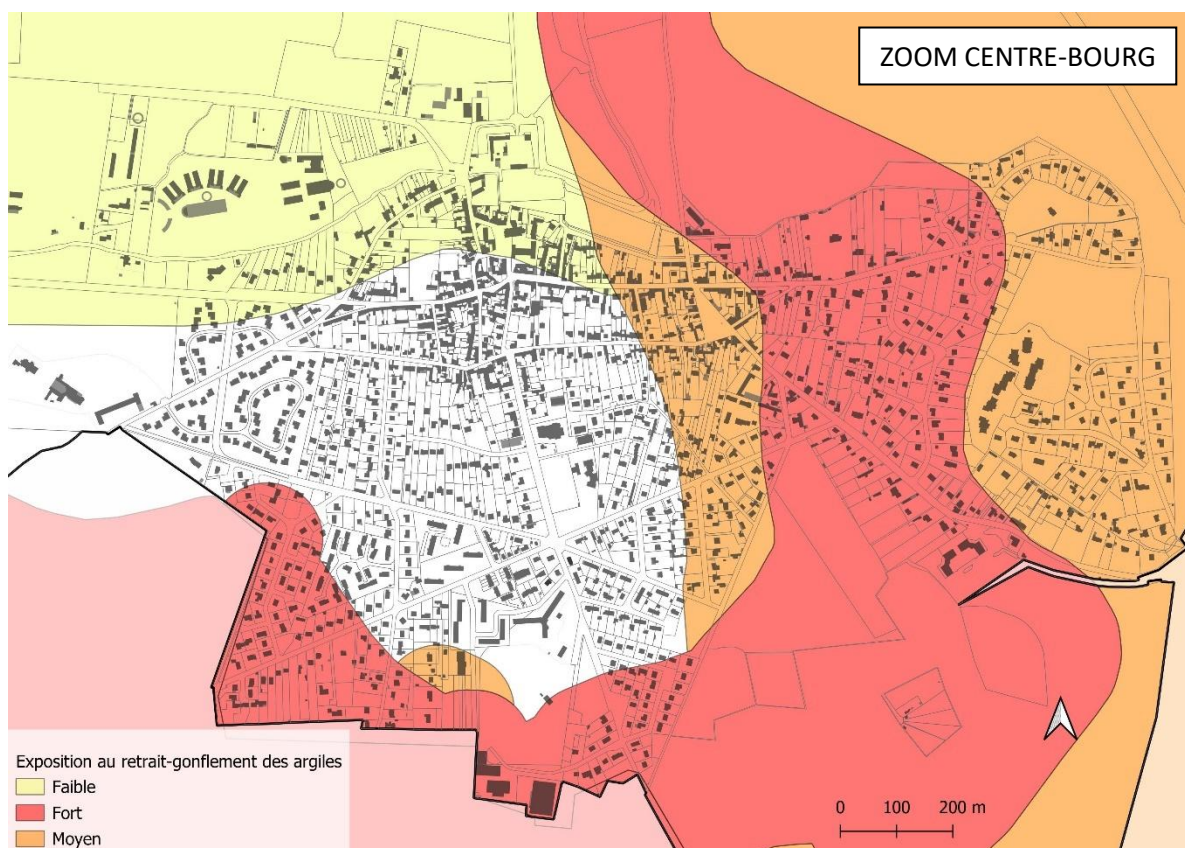 ZOOM CENTRE-BOURG
Exposition au retrait-gonflement des argiles
Faible
Fort
Moyen
0 100 200 m